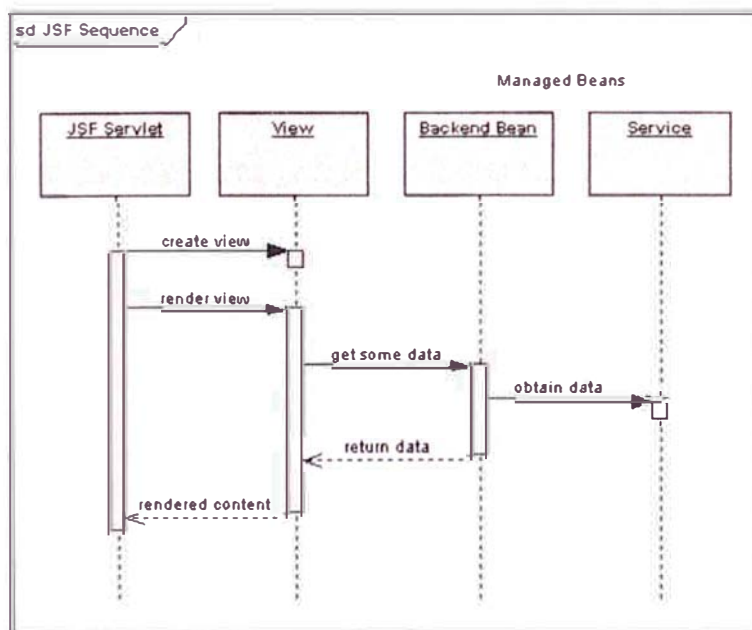 sd JSF Sequence
Managed Beans
JSF Servlet
View
Backend Bean
Service
create view
render view
get some data
obtain data
return data
rendered content